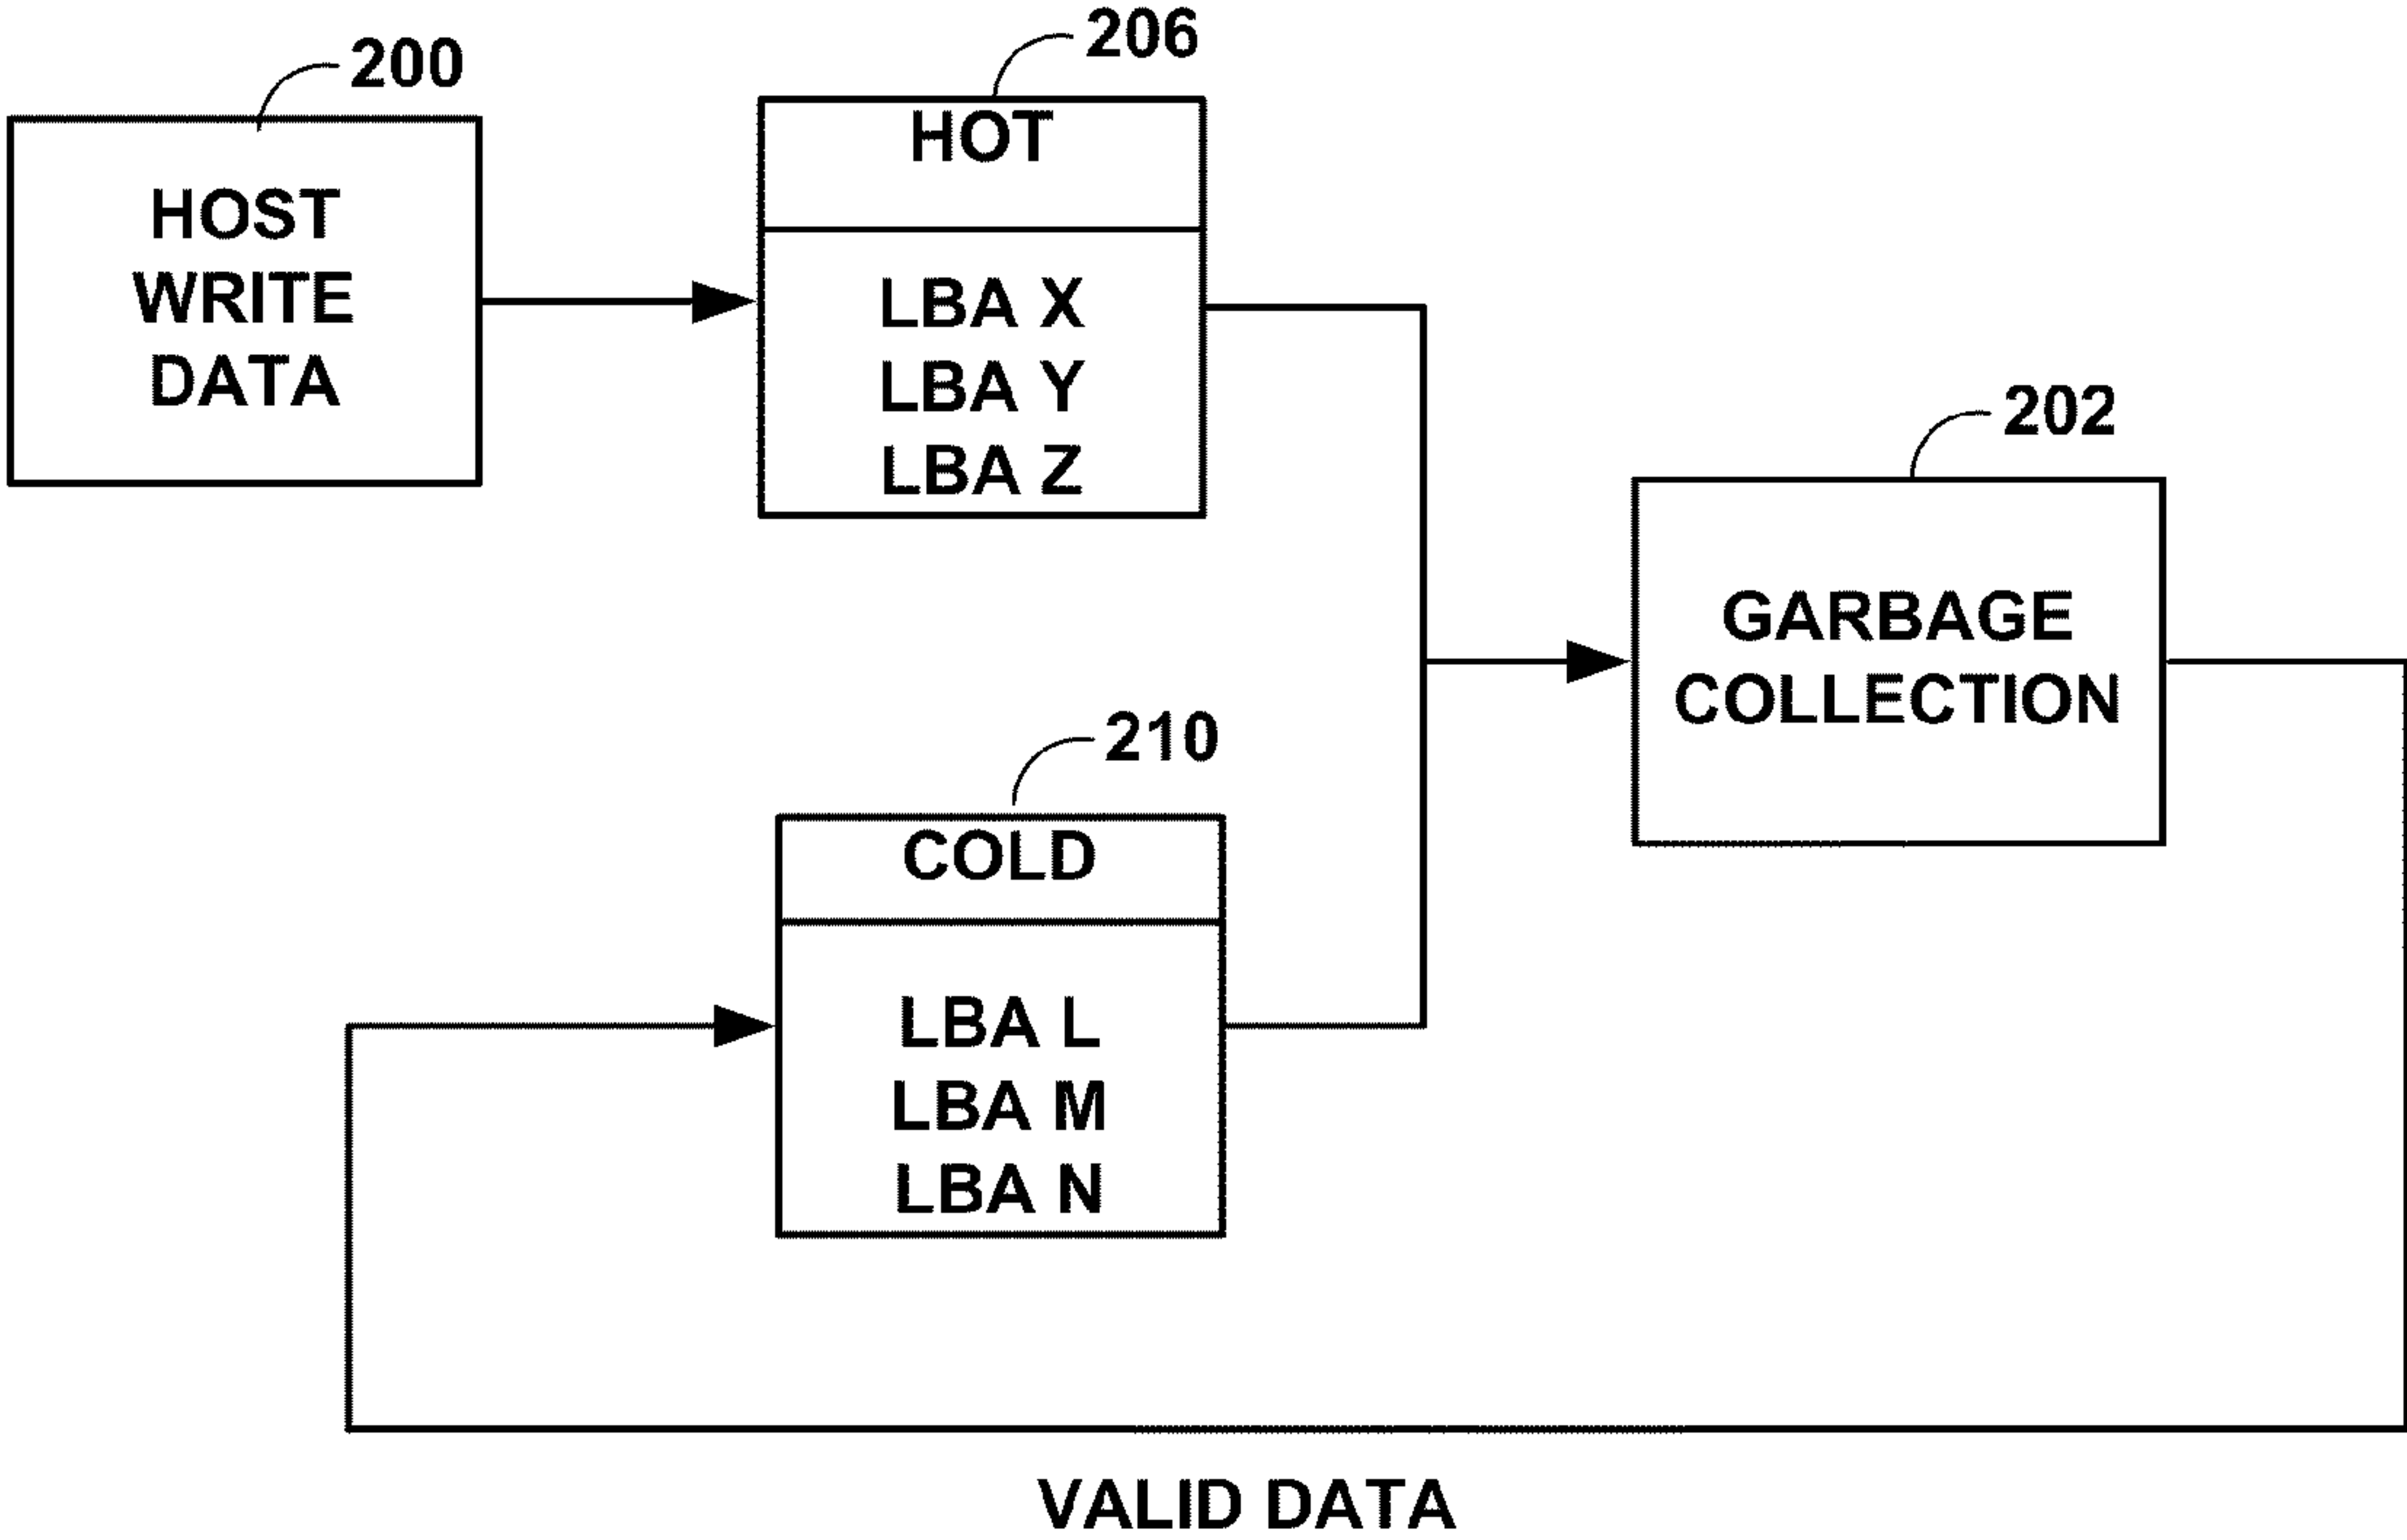 200
HOST
WRITE
DATA
206
HOT
LBA X
LBA Y
LBA Z
202
GARBAGE
COLLECTION
210
COLD
LBA L
LBA M
LBA N
VALID DATA